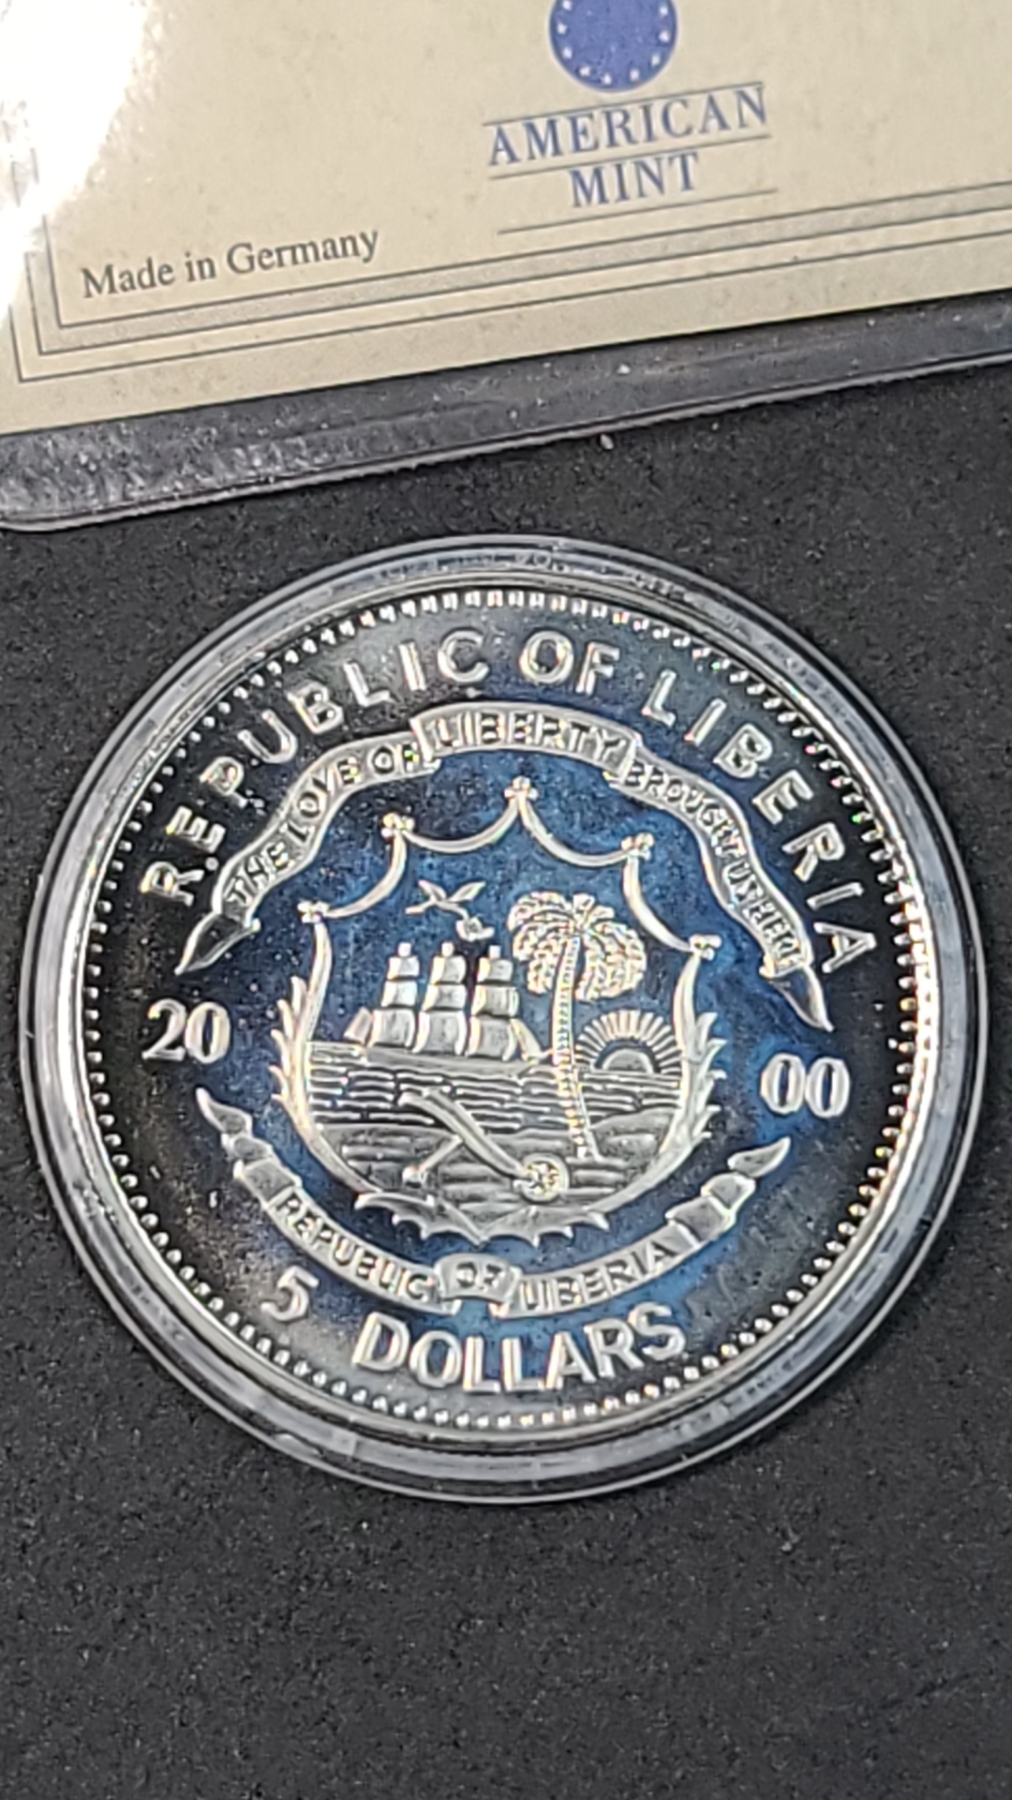 AMERICAN
MINT
Made in Germany
REPUBLIC OF LIBERIA
THE LOVE OF LIBERTY BROUGHT US HERE
20 00
REPUBLIC OF LIBERIA
5 DOLLARS